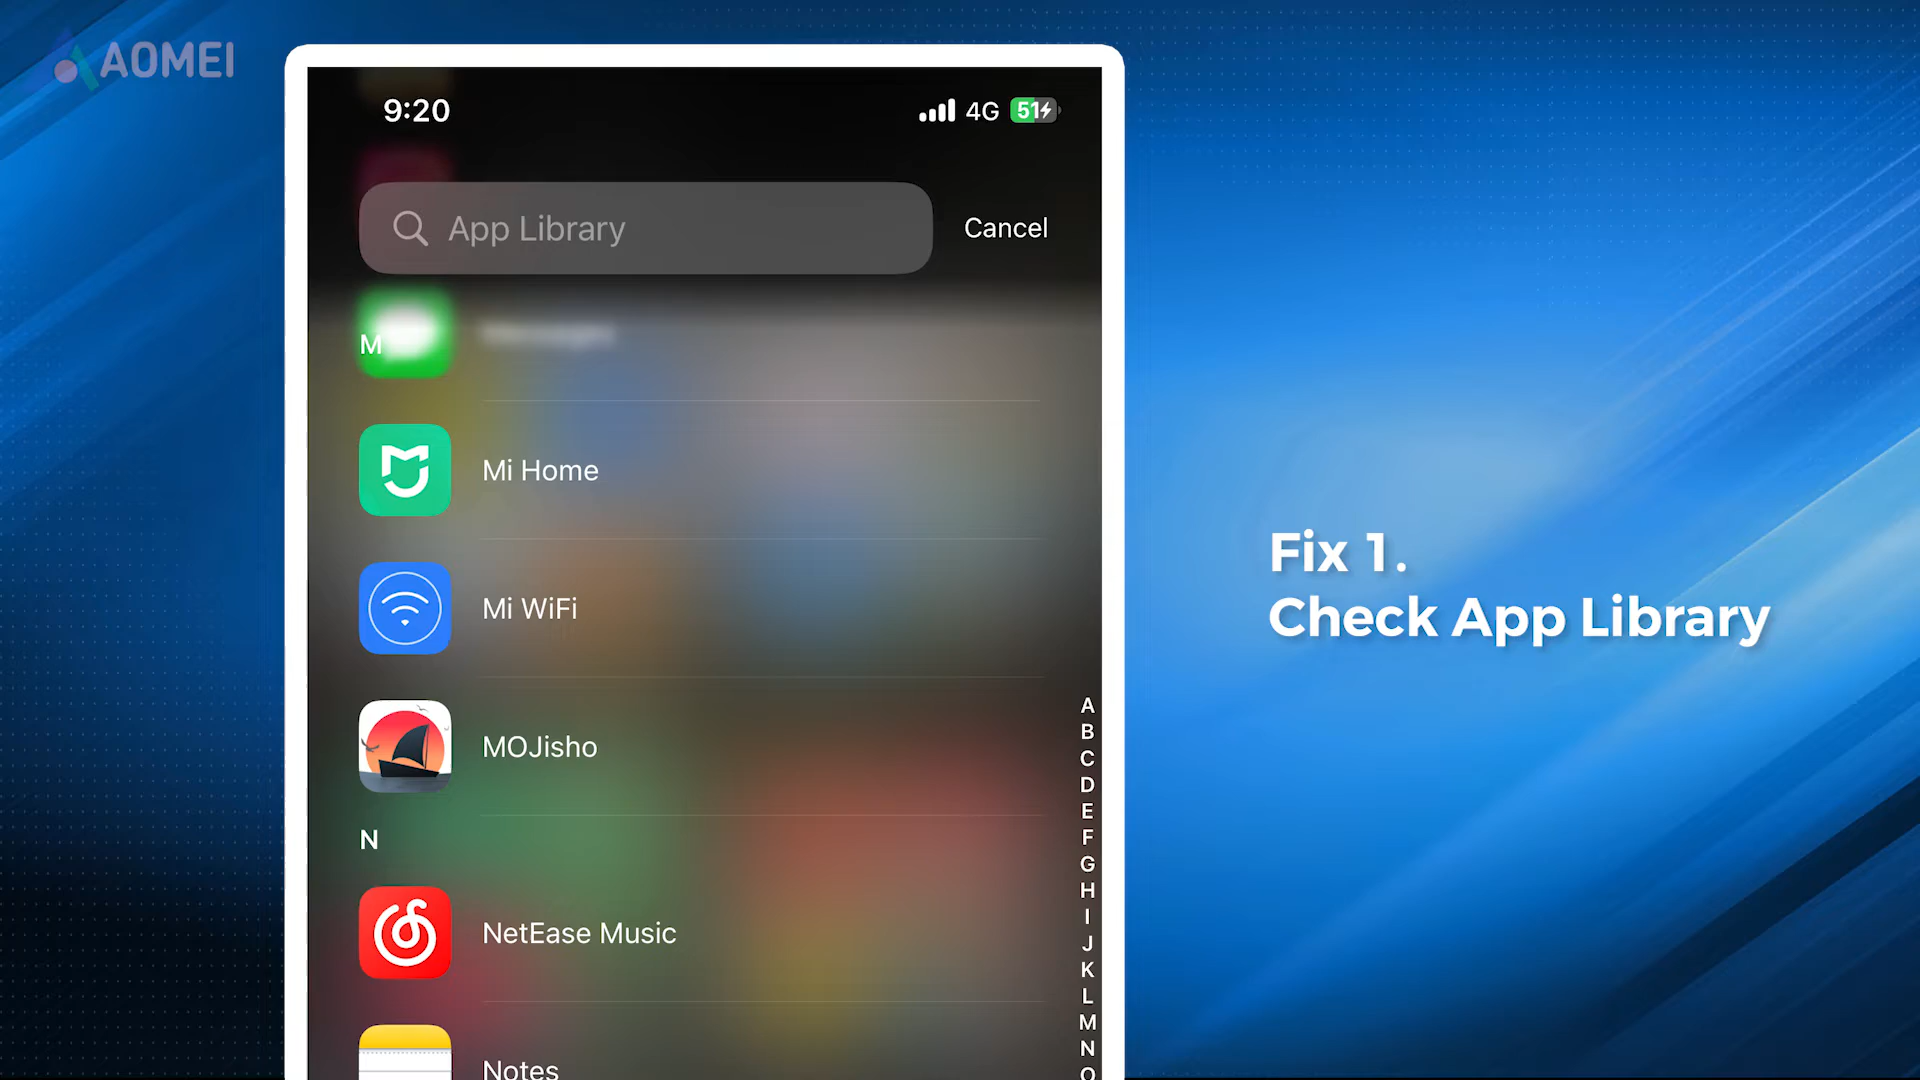 AOMEI
9:20
4G
51
App Library
Cancel
M
Messages
Mi Home
Mi WiFi
MOJisho
N
NetEase Music
Notes
A
B
C
D
E
F
G
H
I
J
K
L
M
N
O
Fix 1.
Check App Library